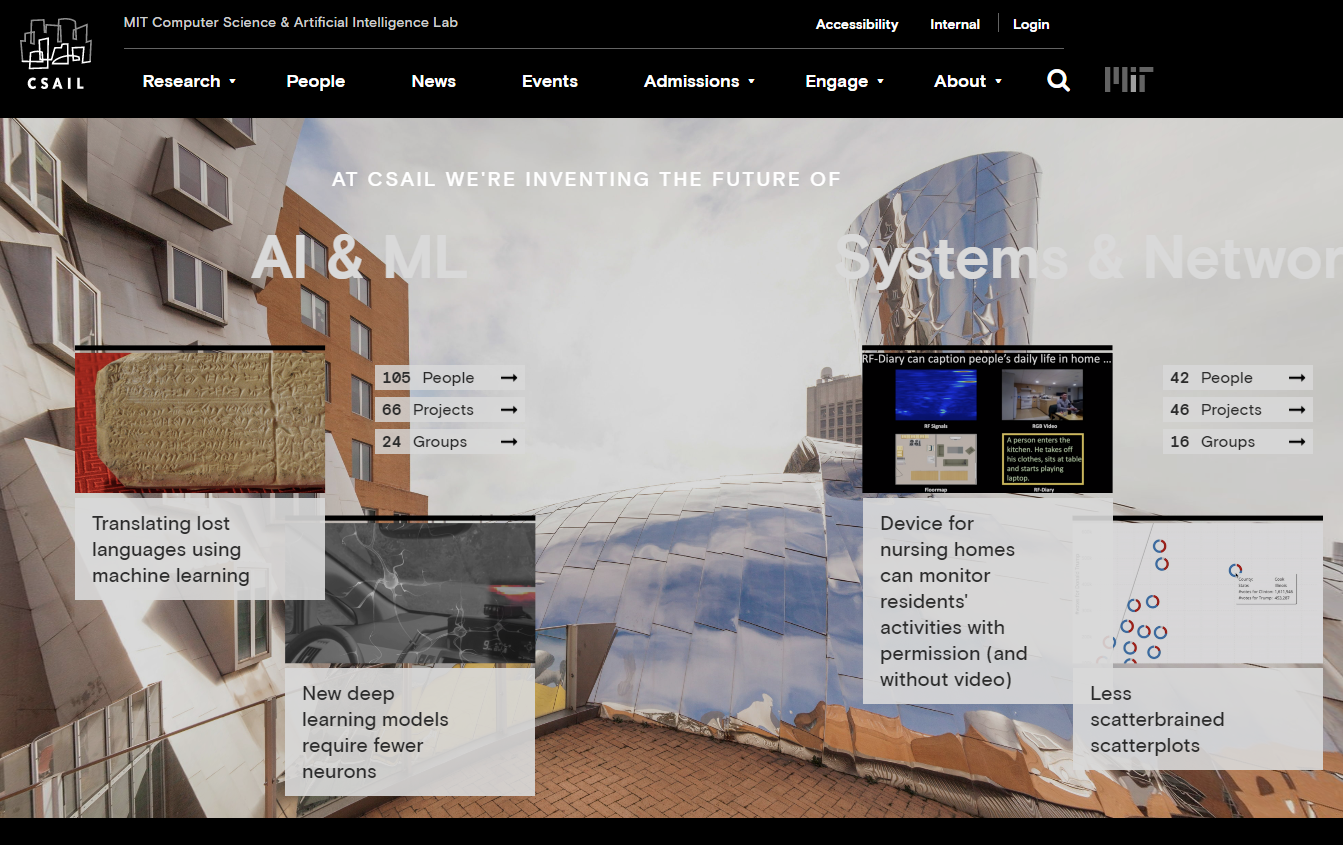 MIT Computer Science & Artificial Intelligence Lab
Accessibility
Internal
Login
CSAIL
Research
People
News
Events
Admissions
Engage
About
MIT
AT CSAIL WE'RE INVENTING THE FUTURE OF
AI & ML
105 People
66 Projects
24 Groups
Translating lost
languages using
machine learning
New deep
learning models
require fewer
neurons
Systems & Networ
RF-Diary can caption people's daily life in home ...
RF Signals
RGB Video
A person enters the
kitchen. He takes off
his clothes, sits at table
and starts playing
laptop.
Floormap
RF-Diary
42 People
46 Projects
16 Groups
Device for
nursing homes
can monitor
residents'
activities with
permission (and
without video)
County: Cook
State: Illinois
Less
scatterbrained
scatterplots